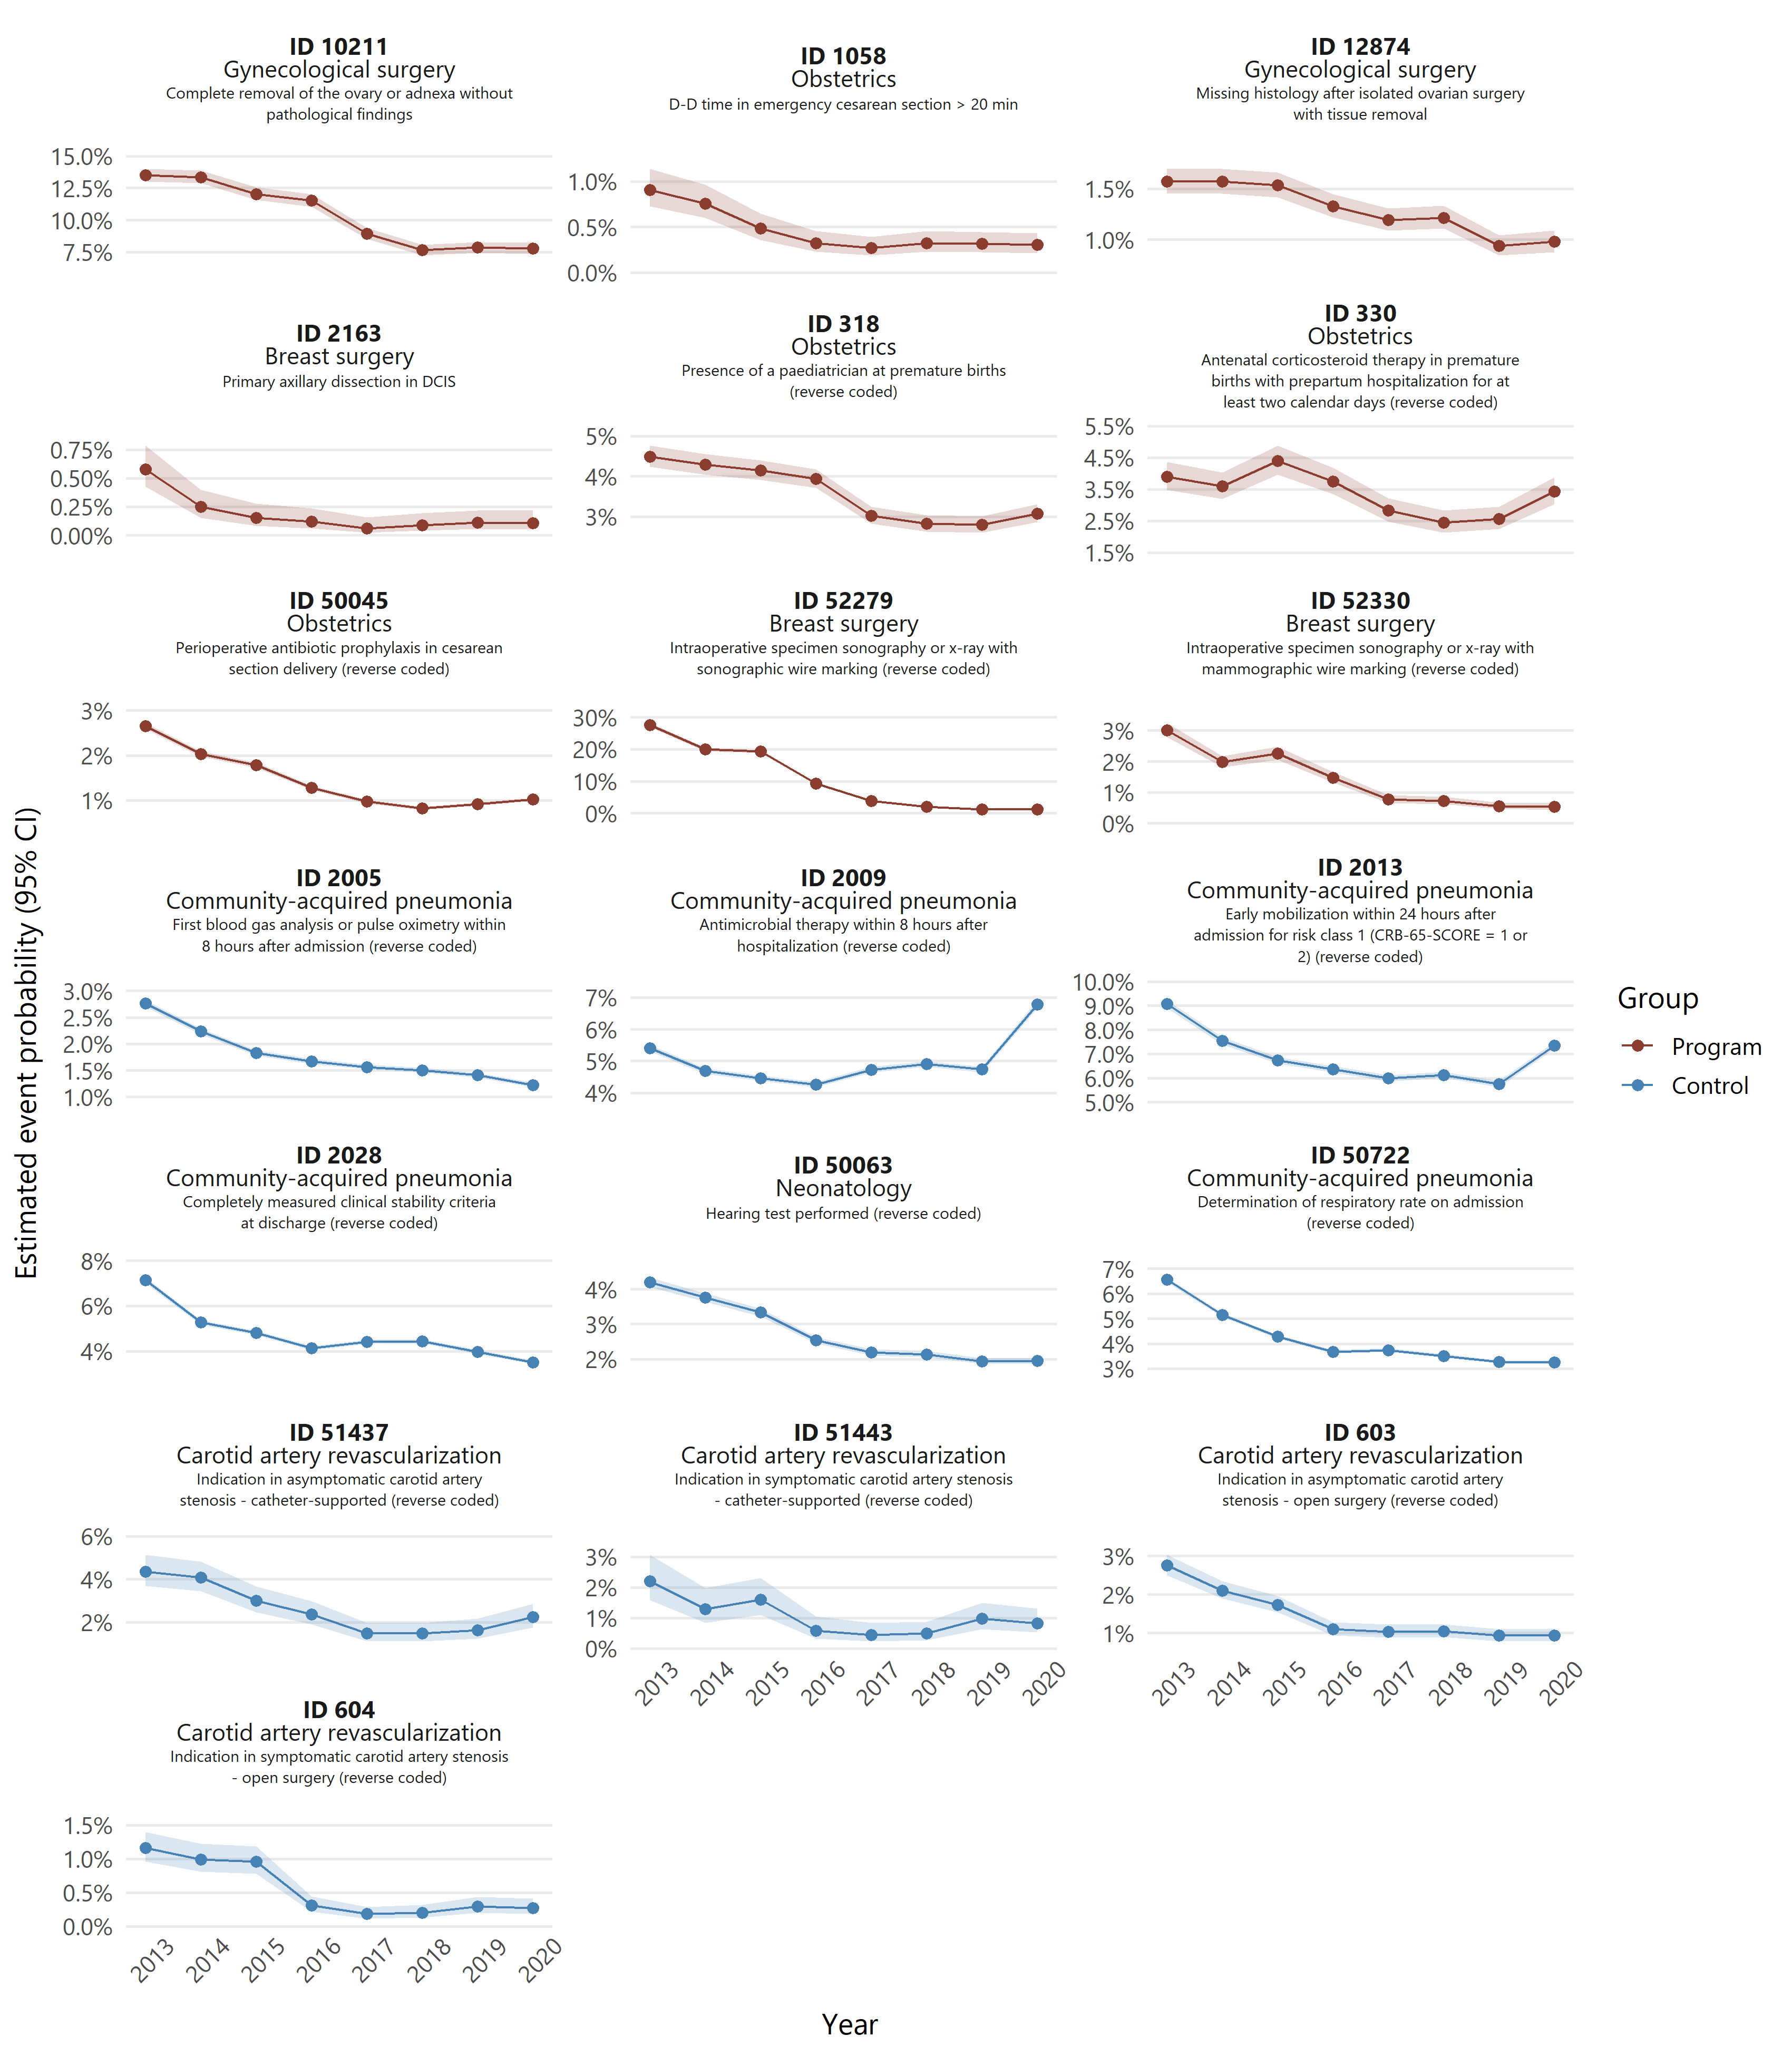 ID 10211
Gynecological surgery
Complete removal of the ovary or adnexa without
pathological findings
15.0%
12.5%
10.0%
7.5%
ID 1058
Obstetrics
D-D time in emergency cesarean section > 20 min
1.0%
0.5%
0.0%
ID 12874
Gynecological surgery
Missing histology after isolated ovarian surgery
with tissue removal
1.5%
1.0%
ID 2163
Breast surgery
Primary axillary dissection in DCIS
0.75%
0.50%
0.25%
0.00%
ID 318
Obstetrics
Presence of a paediatrician at premature births
(reverse coded)
5%
4%
3%
ID 330
Obstetrics
Antenatal corticosteroid therapy in premature
births with prepartum hospitalization for at
least two calendar days (reverse coded)
5.5%
4.5%
3.5%
2.5%
1.5%
ID 50045
Obstetrics
Perioperative antibiotic prophylaxis in cesarean
section delivery (reverse coded)
3%
2%
1%
ID 52279
Breast surgery
Intraoperative specimen sonography or x-ray with
sonographic wire marking (reverse coded)
30%
20%
10%
0%
ID 52330
Breast surgery
Intraoperative specimen sonography or x-ray with
mammographic wire marking (reverse coded)
3%
2%
1%
0%
ID 2005
Community-acquired pneumonia
First blood gas analysis or pulse oximetry within
8 hours after admission (reverse coded)
3.0%
2.5%
2.0%
1.5%
1.0%
ID 2009
Community-acquired pneumonia
Antimicrobial therapy within 8 hours after
hospitalization (reverse coded)
7%
6%
5%
4%
ID 2013
Community-acquired pneumonia
Early mobilization within 24 hours after
admission for risk class 1 (CRB-65-SCORE = 1 or
2) (reverse coded)
10.0%
9.0%
8.0%
7.0%
6.0%
5.0%
ID 2028
Community-acquired pneumonia
Completely measured clinical stability criteria
at discharge (reverse coded)
8%
6%
4%
ID 50063
Neonatology
Hearing test performed (reverse coded)
4%
3%
2%
ID 50722
Community-acquired pneumonia
Determination of respiratory rate on admission
(reverse coded)
7%
6%
5%
4%
3%
ID 51437
Carotid artery revascularization
Indication in asymptomatic carotid artery
stenosis - catheter-supported (reverse coded)
6%
4%
2%
ID 51443
Carotid artery revascularization
Indication in symptomatic carotid artery stenosis
- catheter-supported (reverse coded)
3%
2%
1%
0%
2013 2014 2015 2016 2017 2018 2019 2020
ID 603
Carotid artery revascularization
Indication in asymptomatic carotid artery
stenosis - open surgery (reverse coded)
3%
2%
1%
2013 2014 2015 2016 2017 2018 2019 2020
ID 604
Carotid artery revascularization
Indication in symptomatic carotid artery stenosis
- open surgery (reverse coded)
1.5%
1.0%
0.5%
0.0%
2013 2014 2015 2016 2017 2018 2019 2020
Year
Estimated event probability (95% CI)
Group
Program
Control